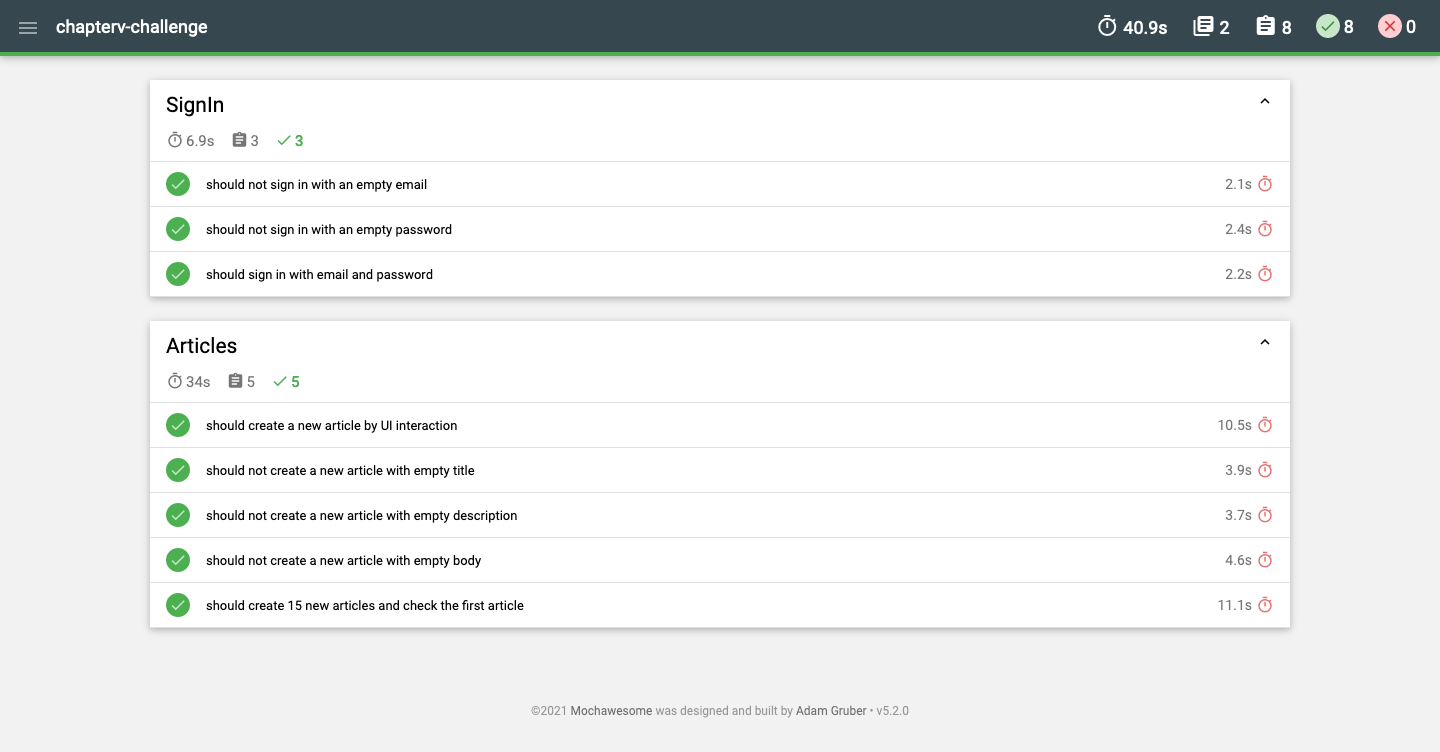 chapterv-challenge 40.9s 2 8 8 0
SignIn
6.9s 3 3
should not sign in with an empty email 2.1s
should not sign in with an empty password 2.4s
should sign in with email and password 2.2s
Articles
34s 5 5
should create a new article by UI interaction 10.5s
should not create a new article with empty title 3.9s
should not create a new article with empty description 3.7s
should not create a new article with empty body 4.6s
should create 15 new articles and check the first article 11.1s
©2021 Mochawesome was designed and built by Adam Gruber • v5.2.0